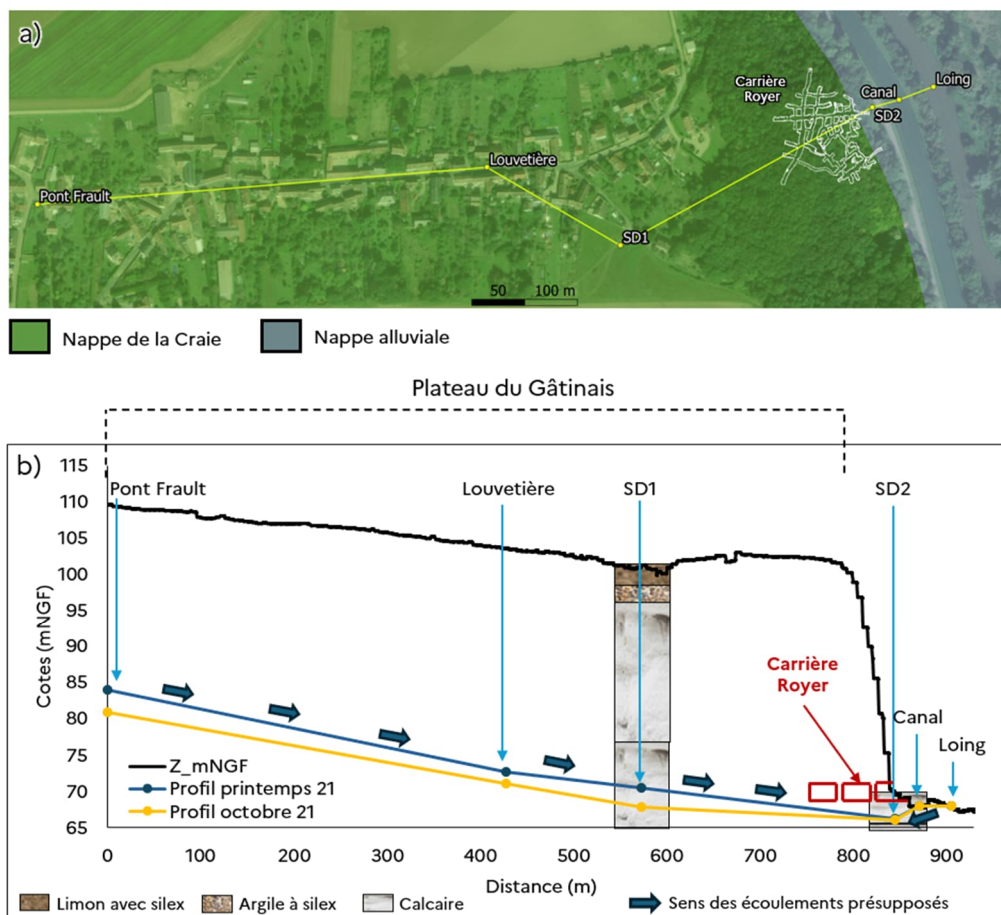 a)
Carrière
Royer
Canal
Loing
SD2
Louvetière
Pont Frault
SD1
50 100 m
Nappe de la Craie Nappe alluviale
Plateau du Gâtinais
b)
115
110
105
100
95
90
85
80
75
70
65
Cotes (mNGF)
Pont Frault Louvetière SD1 SD2
Carrière
Royer
Canal
Loing
Z_mNGF
Profil printemps 21
Profil octobre 21
0 100 200 300 400 500 600 700 800 900
Distance (m)
Limon avec silex Argile à silex Calcaire Sens des écoulements présupposés